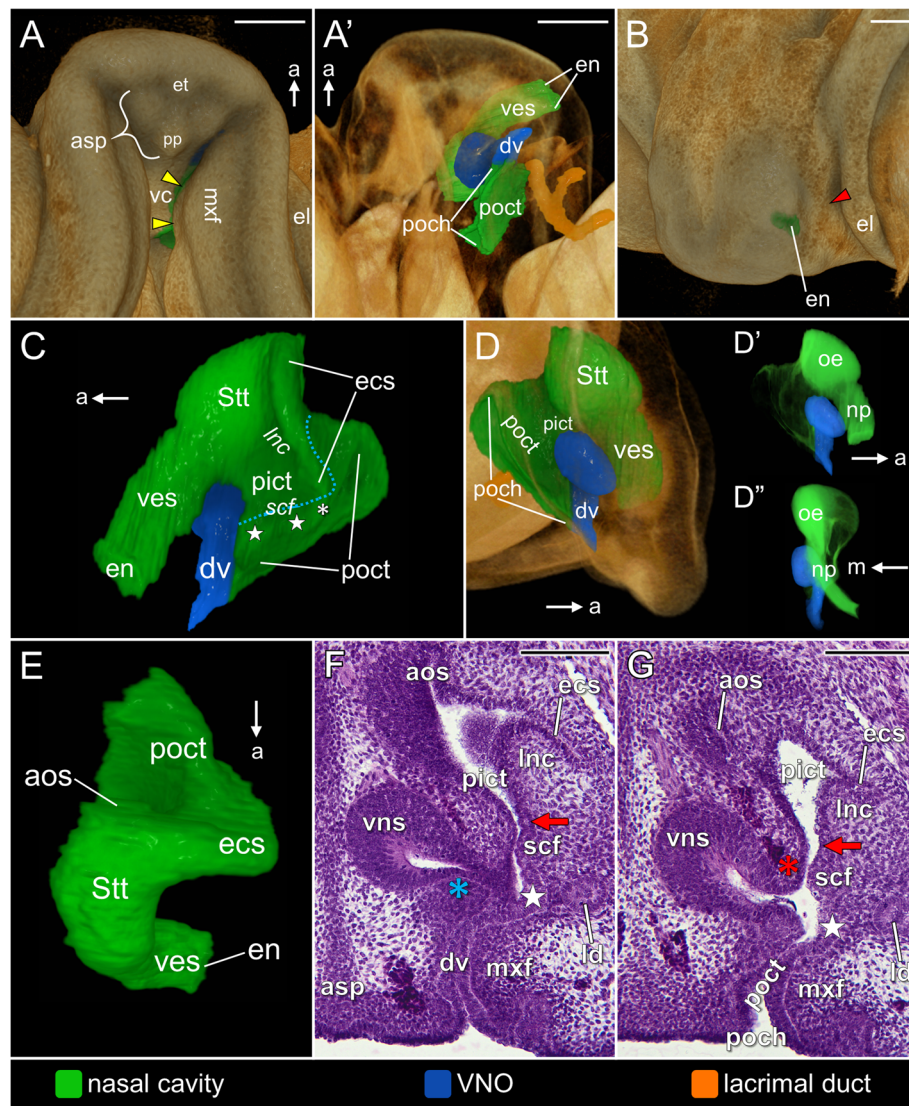 A
et
a
asp
pp
vc
mxf
el
A'
a
en
ves
dv
poch
poct
B
el
en
C
a
Stt
ecs
lnc
pict
scf
*
ves
poct
en
dv
D
Stt
pict
poct
ves
poch
dv
a
D'
oe
np
a
D"
oe
np
m
E
poct
a
aos
ecs
Stt
ves
en
F
aos
ecs
lnc
pict
vns
scf
*
dv
ld
mxf
asp
G
aos
ecs
pict
lnc
vns
*
scf
ld
poct
mxf
poch
nasal cavity VNO lacrimal duct